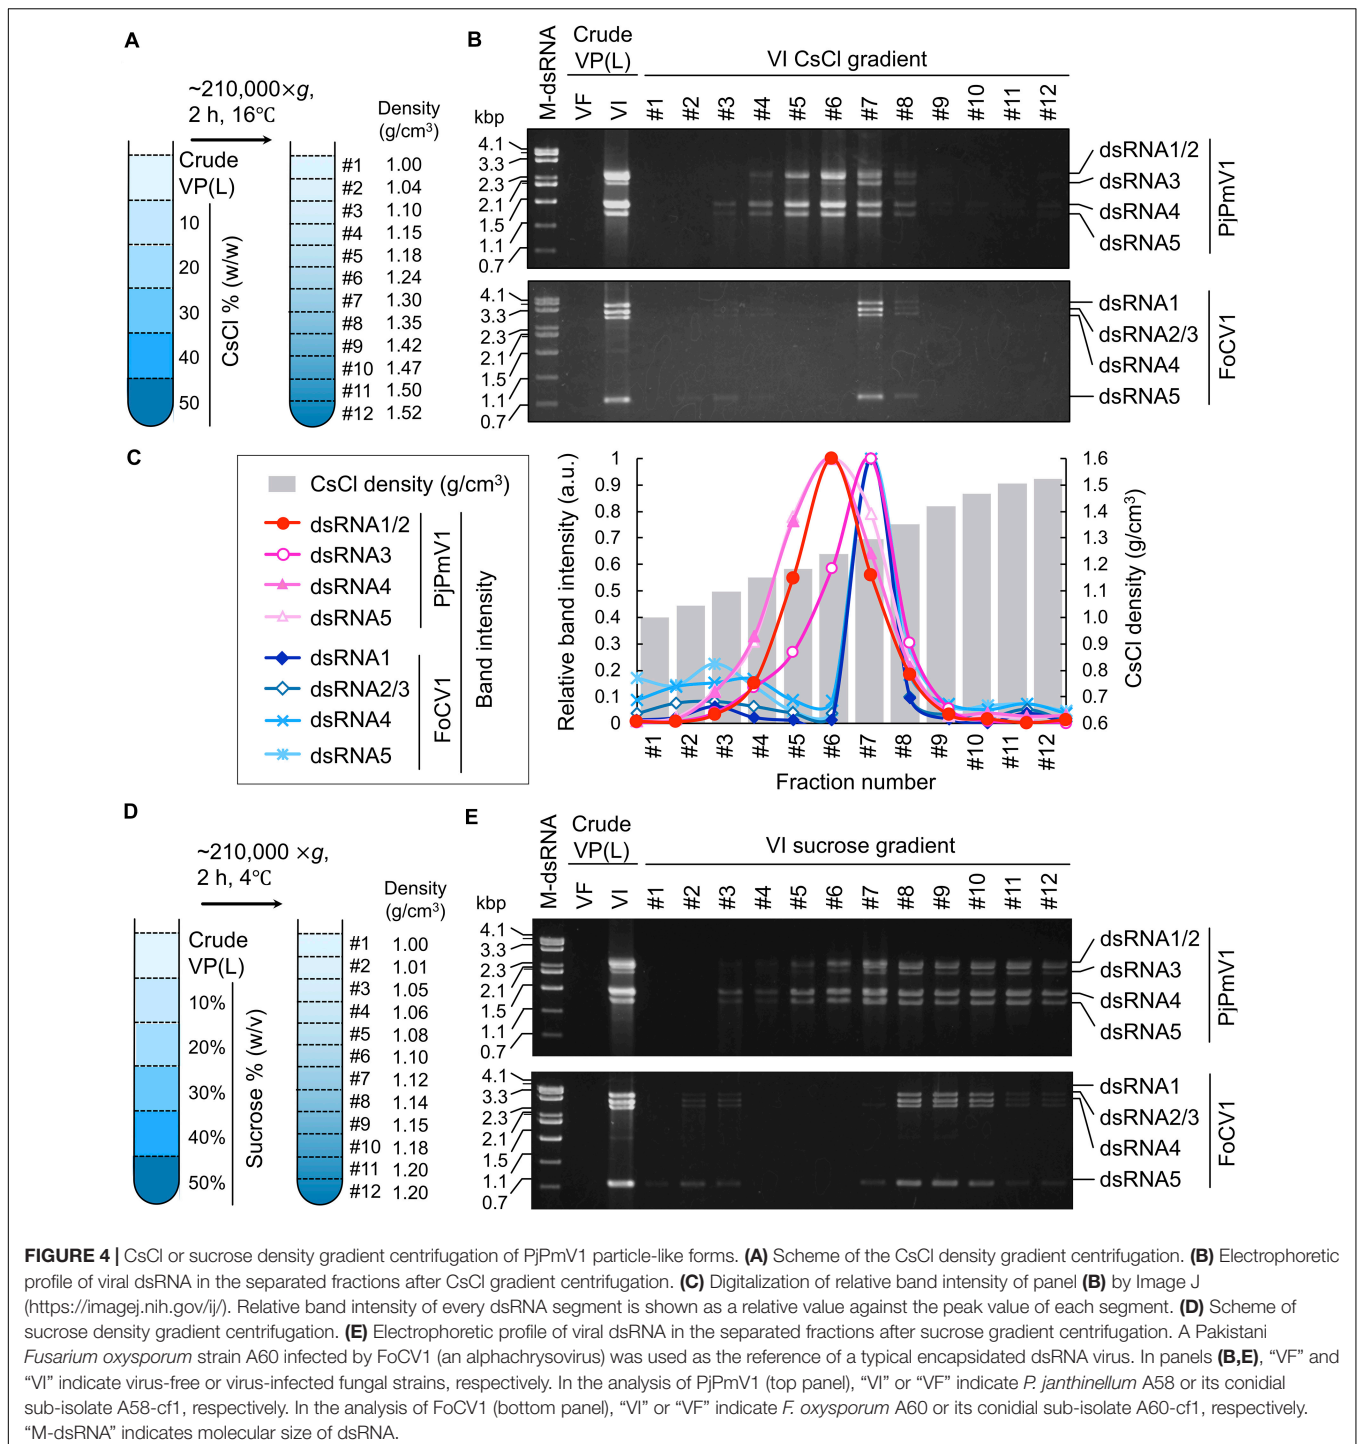 A
~210,000×g,
2 h, 16°C
Density
(g/cm³)
Crude
VP(L)
10
20
30
40
50
CsCl % (w/w)
#1 1.00
#2 1.04
#3 1.10
#4 1.15
#5 1.18
#6 1.24
#7 1.30
#8 1.35
#9 1.42
#10 1.47
#11 1.50
#12 1.52
B
M-dsRNA
Crude
VP(L)
VF
VI
VI CsCl gradient
#1 #2 #3 #4 #5 #6 #7 #8 #9 #10 #11 #12
kbp
4.1
3.3
2.3
2.1
1.5
1.1
0.7
dsRNA1/2
dsRNA3
dsRNA4
dsRNA5
PjPmV1
4.1
3.3
2.3
2.1
1.5
1.1
0.7
dsRNA1
dsRNA2/3
dsRNA4
dsRNA5
FoCV1
C
CsCl density (g/cm³)
dsRNA1/2
dsRNA3
dsRNA4
dsRNA5
PjPmV1
dsRNA1
dsRNA2/3
dsRNA4
dsRNA5
FoCV1
Band intensity
Relative band intensity (a.u.)
1
0.9
0.8
0.7
0.6
0.5
0.4
0.3
0.2
0.1
0
1.6
1.5
1.4
1.3
1.2
1.1
1.0
0.9
0.8
0.7
0.6
CsCl density (g/cm³)
#1 #2 #3 #4 #5 #6 #7 #8 #9 #10 #11 #12
Fraction number
D
~210,000 ×g,
2 h, 4°C
Density
(g/cm³)
Crude
VP(L)
10%
20%
30%
40%
50%
Sucrose % (w/v)
#1 1.00
#2 1.01
#3 1.05
#4 1.06
#5 1.08
#6 1.10
#7 1.12
#8 1.14
#9 1.15
#10 1.18
#11 1.20
#12 1.20
E
M-dsRNA
Crude
VP(L)
VF
VI
VI sucrose gradient
#1 #2 #3 #4 #5 #6 #7 #8 #9 #10 #11 #12
kbp
4.1
3.3
2.3
2.1
1.5
1.1
0.7
dsRNA1/2
dsRNA3
dsRNA4
dsRNA5
PjPmV1
4.1
3.3
2.3
2.1
1.5
1.1
0.7
dsRNA1
dsRNA2/3
dsRNA4
dsRNA5
FoCV1
FIGURE 4 | CsCl or sucrose density gradient centrifugation of PjPmV1 particle-like forms. (A) Scheme of the CsCl density gradient centrifugation. (B) Electrophoretic
profile of viral dsRNA in the separated fractions after CsCl gradient centrifugation. (C) Digitalization of relative band intensity of panel (B) by Image J
(https://imagej.nih.gov/ij/). Relative band intensity of every dsRNA segment is shown as a relative value against the peak value of each segment. (D) Scheme of
sucrose density gradient centrifugation. (E) Electrophoretic profile of viral dsRNA in the separated fractions after sucrose gradient centrifugation. A Pakistani
Fusarium oxysporum strain A60 infected by FoCV1 (an alphachrysovirus) was used as the reference of a typical encapsidated dsRNA virus. In panels (B,E), “VF” and
“VI” indicate virus-free or virus-infected fungal strains, respectively. In the analysis of PjPmV1 (top panel), “VI” or “VF” indicate P. janthinellum A58 or its conidial
sub-isolate A58-cf1, respectively. In the analysis of FoCV1 (bottom panel), “VI” or “VF” indicate F. oxysporum A60 or its conidial sub-isolate A60-cf1, respectively.
“M-dsRNA” indicates molecular size of dsRNA.